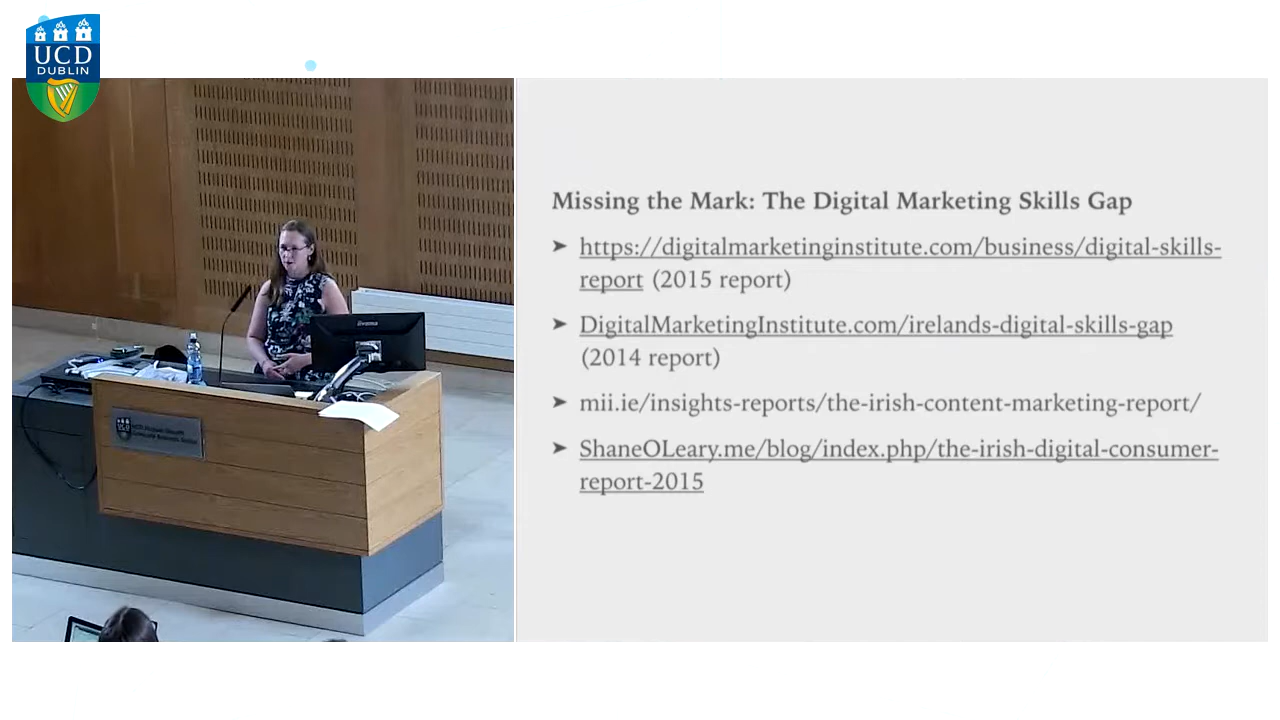 UCD
DUBLIN
Missing the Mark: The Digital Marketing Skills Gap
➤ https://digitalmarketinginstitute.com/business/digital-skills-
report (2015 report)
➤ DigitalMarketingInstitute.com/irelands-digital-skills-gap
(2014 report)
➤ mii.ie/insights-reports/the-irish-content-marketing-report/
➤ ShaneOLeary.me/blog/index.php/the-irish-digital-consumer-
report-2015